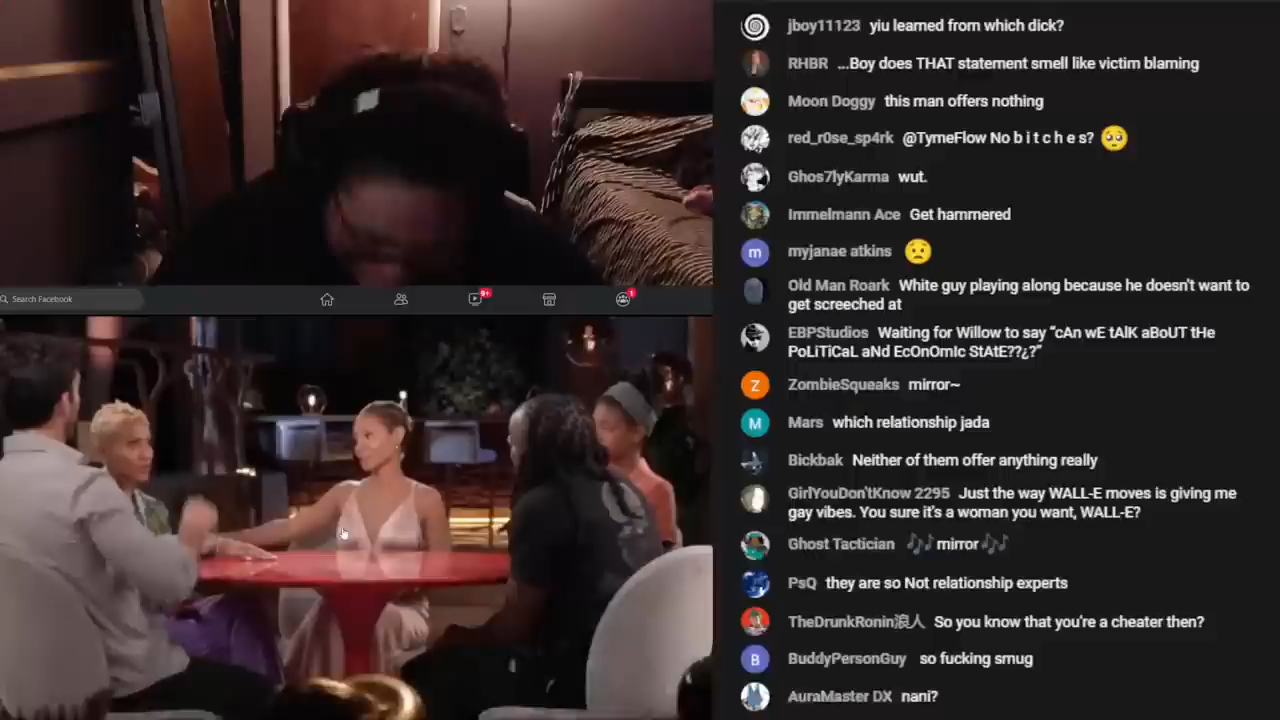 Search Facebook
9+
1
jboy11123 yiu learned from which dick?
RHBR ...Boy does THAT statement smell like victim blaming
Moon Doggy this man offers nothing
red_r0se_sp4rk @TymeFlow No b i t c h e s? 🥺
Ghos7lyKarma wut.
Immelmann Ace Get hammered
m
myjanae atkins 😟
Old Man Roark White guy playing along because he doesn't want to
get screeched at
EBPStudios Waiting for Willow to say “cAn wE tAlK aBoUT tHe
PoLiTiCaL aNd EcOnOmIc StAtE??¿?”
Z
ZombieSqueaks mirror~
M
Mars which relationship jada
Bickbak Neither of them offer anything really
GirlYouDon'tKnow 2295 Just the way WALL-E moves is giving me
gay vibes. You sure it's a woman you want, WALL-E?
Ghost Tactician 🎶mirror🎶
PsQ they are so Not relationship experts
TheDrunkRonin浪人 So you know that you're a cheater then?
B
BuddyPersonGuy so fucking smug
AuraMaster DX nani?